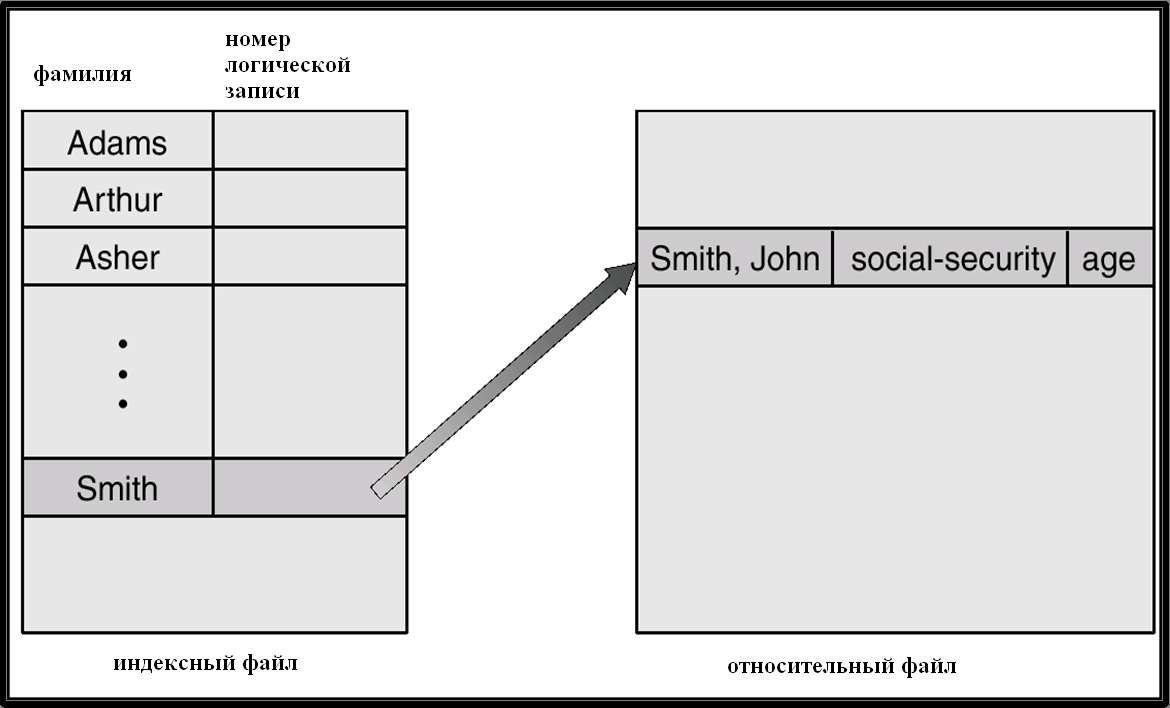 фамилия
номер
логической
записи
Adams
Arthur
Asher
Smith
Smith, John
social-security
age
индексный файл
относительный файл